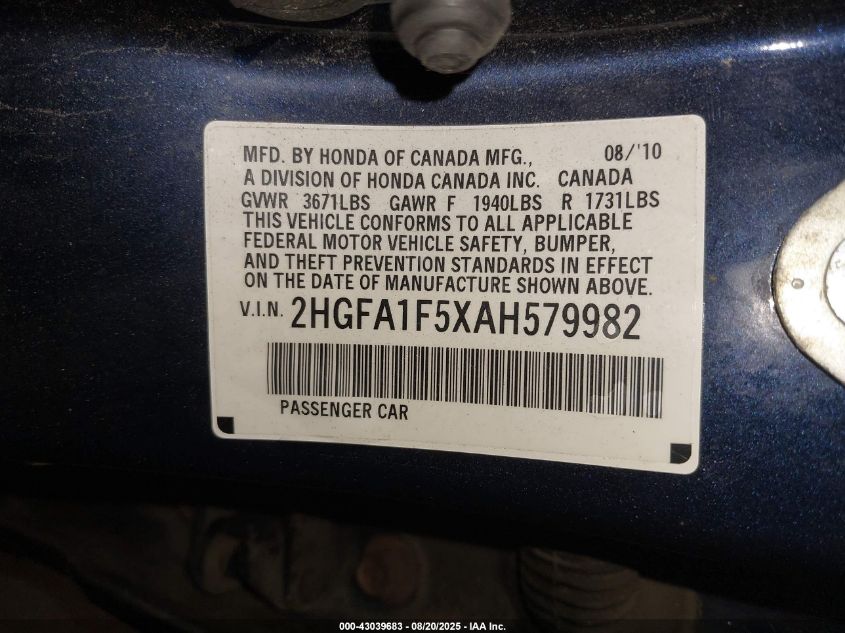 MFD. BY HONDA OF CANADA MFG., 08/'10
A DIVISION OF HONDA CANADA INC. CANADA
GVWR 3671LBS GAWR F 1940LBS R 1731LBS
THIS VEHICLE CONFORMS TO ALL APPLICABLE
FEDERAL MOTOR VEHICLE SAFETY, BUMPER,
AND THEFT PREVENTION STANDARDS IN EFFECT
ON THE DATE OF MANUFACTURE SHOWN ABOVE.
V.I.N. 2HGFA1F5XAH579982
PASSENGER CAR
000-43039683 - 08/20/2025 - IAA Inc.